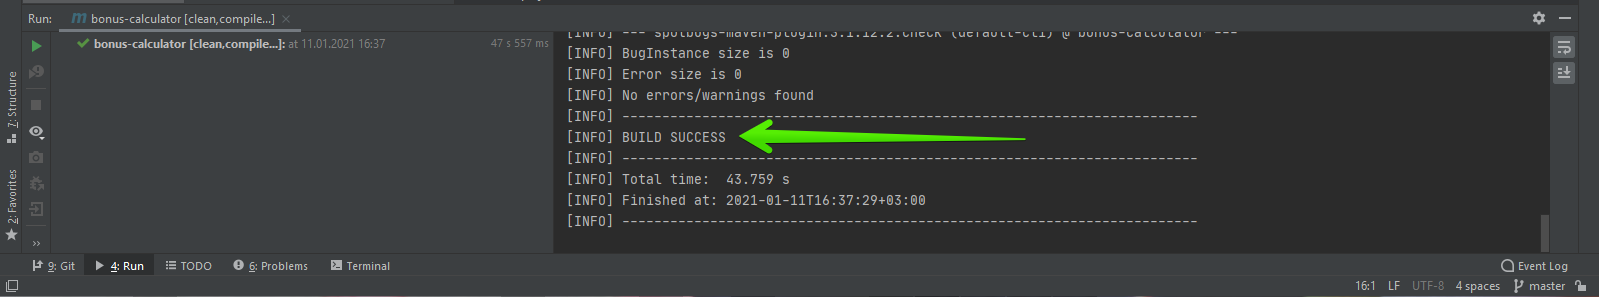 Run: bonus-calculator [clean,compile...]
bonus-calculator [clean,compile...]: at 11.01.2021 16:37 47 s 557 ms
[INFO] --- spotbugs-maven-plugin:3.1.12.2:check (default-cli) @ bonus-calculator ---
[INFO] BugInstance size is 0
[INFO] Error size is 0
[INFO] No errors/warnings found
[INFO] ------------------------------------------------------------------------
[INFO] BUILD SUCCESS
[INFO] ------------------------------------------------------------------------
[INFO] Total time:  43.759 s
[INFO] Finished at: 2021-01-11T16:37:29+03:00
[INFO] ------------------------------------------------------------------------
7: Structure
2: Favorites
9: Git 4: Run TODO 6: Problems Terminal Event Log
16:1 LF UTF-8 4 spaces master